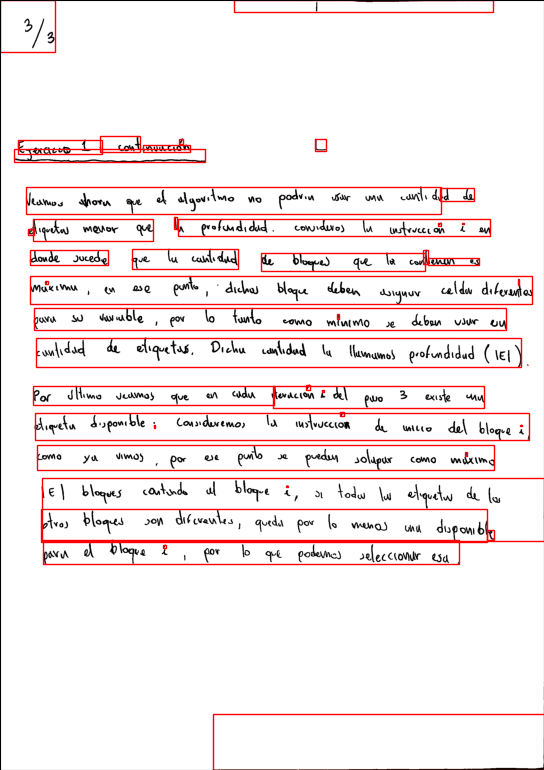 3/3
Ejercicio 1 continuación
Veamos ahora que el algoritmo no podría usar una cantidad de
etiquetas menor que la profundidad. consideros la instrucción i en
donde sucede que la cantidad de bloques que la contienen es
máxima, en ese punto, dichos bloque deben asignar celdas diferentes
para su variable, por lo tanto como mínimo se deben usar esa
cantidad de etiquetas. Dicha cantidad la llamamos profundidad (|E|).
Por último veamos que en cada iteración i del paso 3 existe una
etiqueta disponible; Consideremos la instrucción de inicio del bloque i,
como ya vimos, por ese punto se pueden solapar como máximo
|E| bloques contando al bloque i, si todas las etiquetas de los
otros bloques son diferentes, queda por lo menos una disponible
para el bloque i, por lo que podemos seleccionar esa.